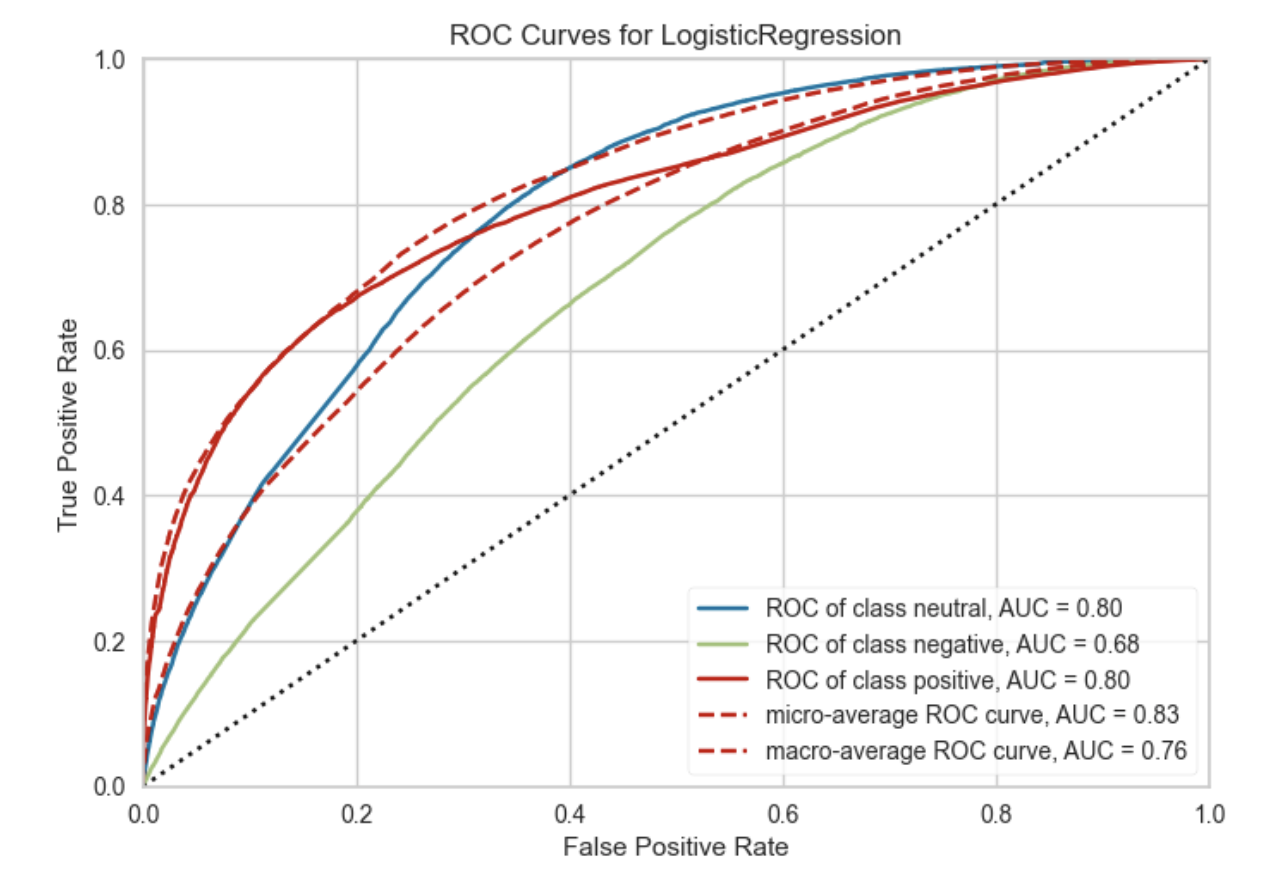 ROC Curves for LogisticRegression
1.0
0.8
0.6
0.4
0.2
0.0
True Positive Rate
ROC of class neutral, AUC = 0.80
ROC of class negative, AUC = 0.68
ROC of class positive, AUC = 0.80
micro-average ROC curve, AUC = 0.83
macro-average ROC curve, AUC = 0.76
0.0 0.2 0.4 0.6 0.8 1.0
False Positive Rate